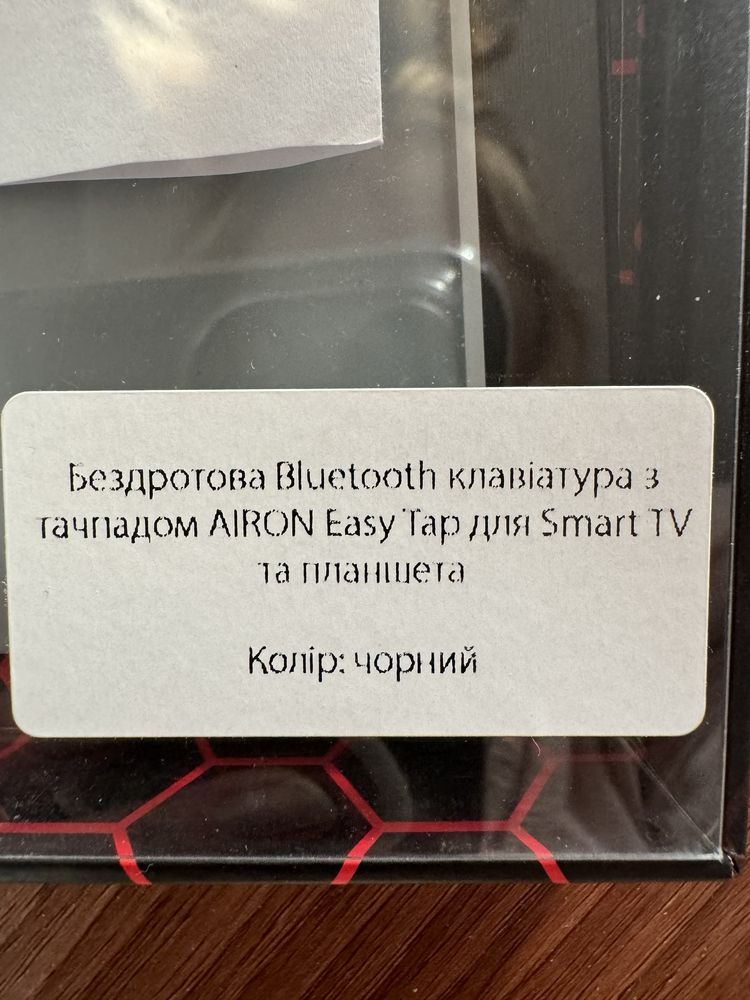 Бездротова Bluetooth клавіатура з
тачпадом AIRON Easy Tap для Smart TV
та планшета
Колір: чорний